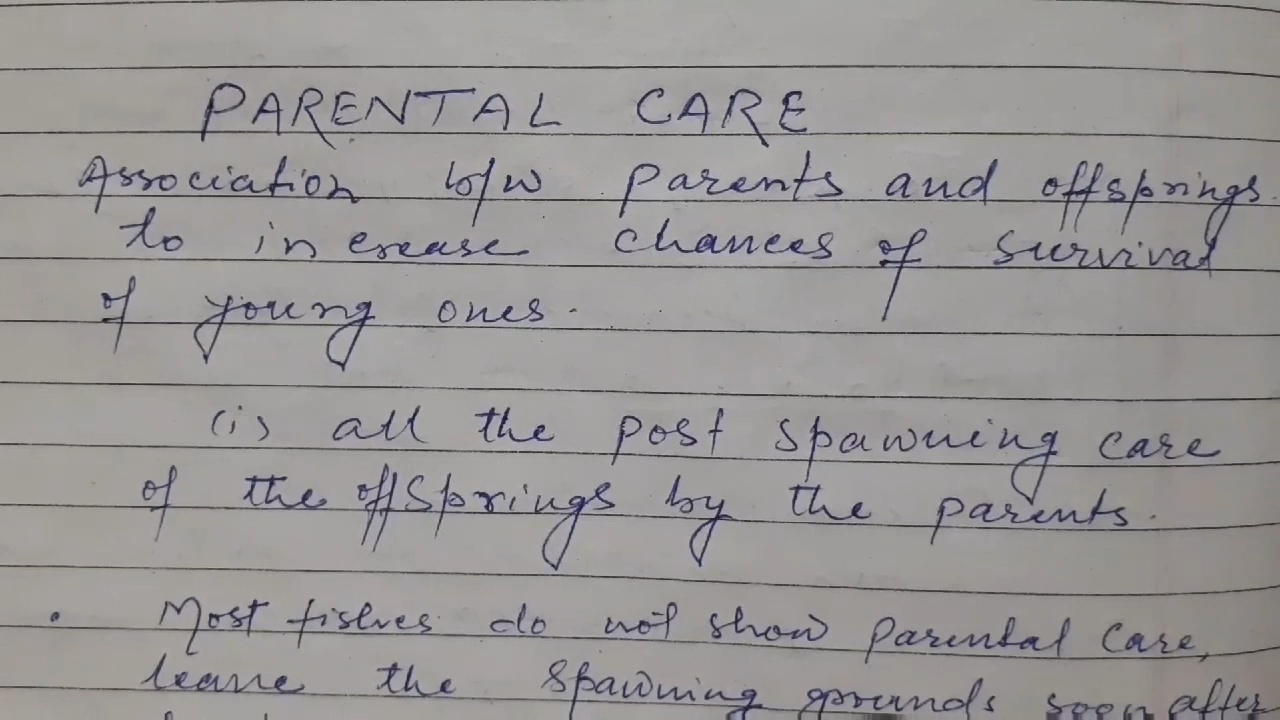 PARENTAL CARE
Association b/w parents and offsprings
to increase chances of survival
of young ones.
(is all the post spawning care
of the offsprings by the parents.
. Most fishes do not show parental care,
leave the spawning grounds soon after